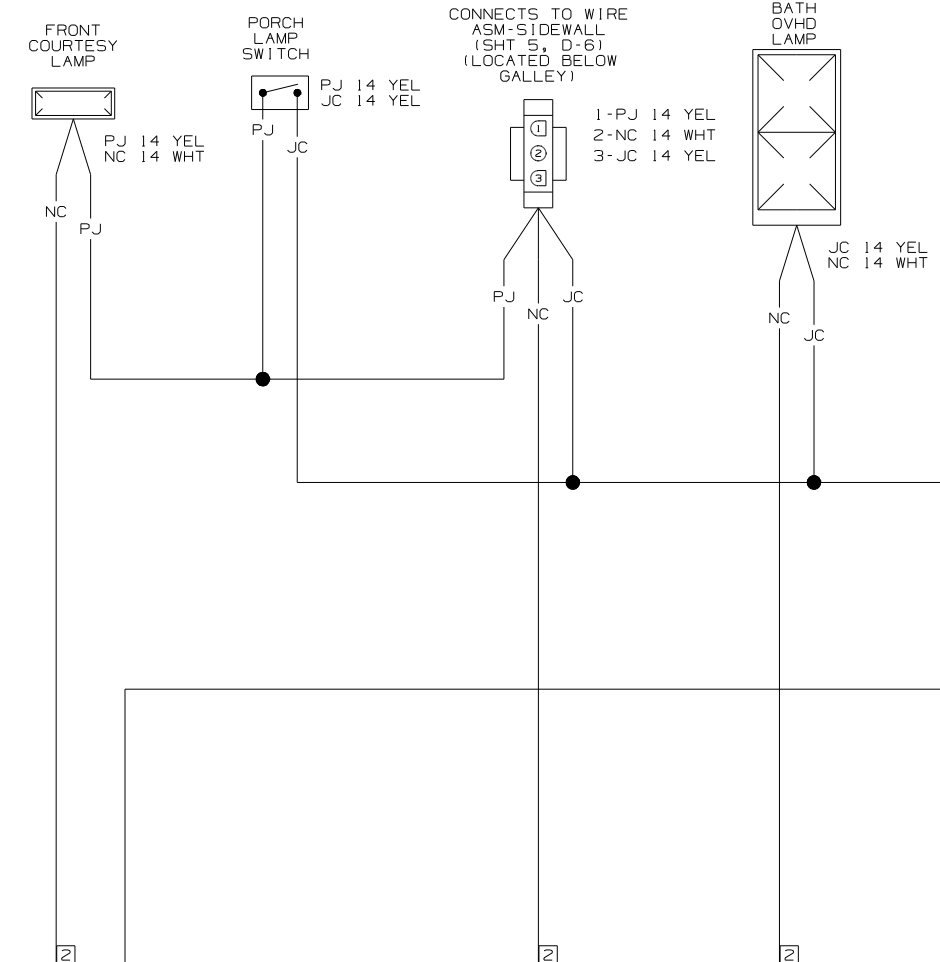 FRONT
COURTESY
LAMP
PJ 14 YEL
NC 14 WHT
NC
PJ
PORCH
LAMP
SWITCH
PJ 14 YEL
JC 14 YEL
PJ
JC
CONNECTS TO WIRE
ASM-SIDEWALL
(SHT 5, D-6)
(LOCATED BELOW
GALLEY)
1
2
3
1-PJ 14 YEL
2-NC 14 WHT
3-JC 14 YEL
PJ
NC
JC
BATH
OVHD
LAMP
JC 14 YEL
NC 14 WHT
NC
JC
2
2
2